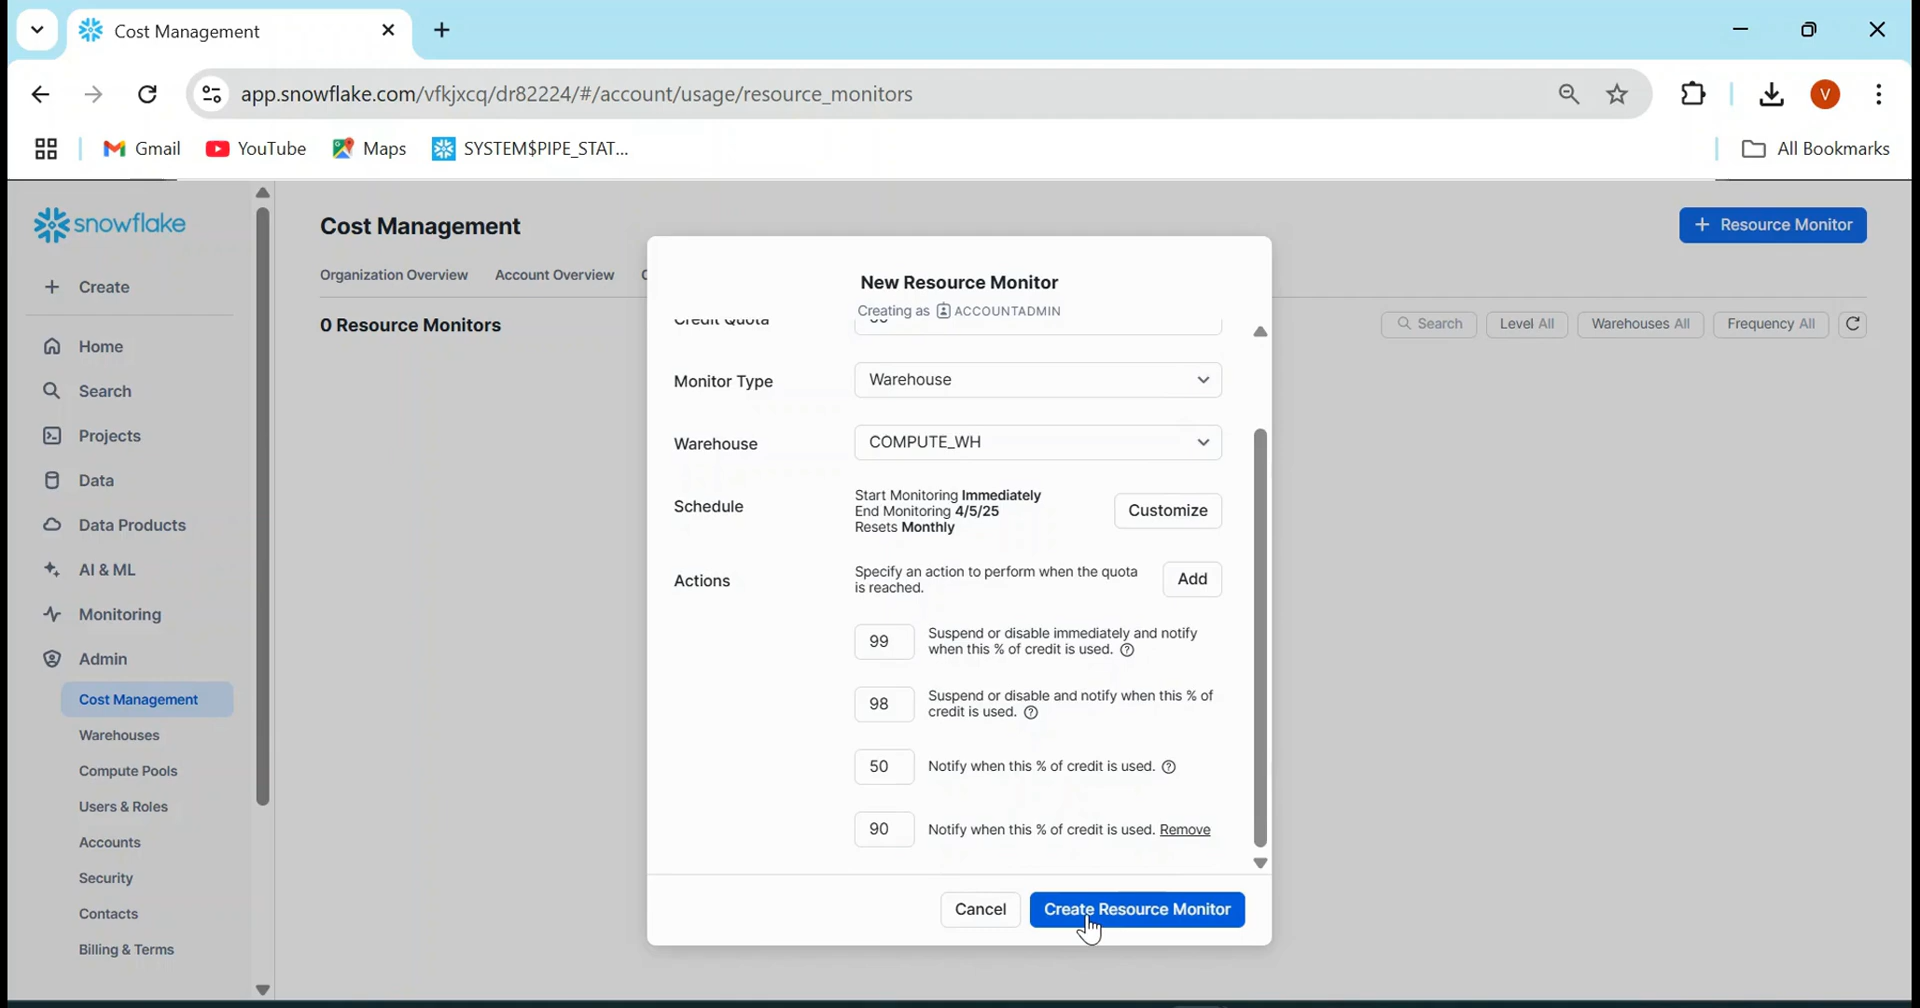 Cost Management
app.snowflake.com/vfkjxcq/dr82224/#/account/usage/resource_monitors
V
Gmail
YouTube
Maps
SYSTEM$PIPE_STAT...
All Bookmarks
snowflake
Create
Home
Search
Projects
Data
Data Products
AI & ML
Monitoring
Admin
Cost Management
Warehouses
Compute Pools
Users & Roles
Accounts
Security
Contacts
Billing & Terms
Cost Management
+ Resource Monitor
Organization Overview
Account Overview
0 Resource Monitors
Search
Level All
Warehouses All
Frequency All
New Resource Monitor
Creating as ACCOUNTADMIN
Credit Quota
Monitor Type
Warehouse
Warehouse
COMPUTE_WH
Schedule
Start Monitoring Immediately
End Monitoring 4/5/25
Resets Monthly
Customize
Actions
Specify an action to perform when the quota
is reached.
Add
99
Suspend or disable immediately and notify
when this % of credit is used.
98
Suspend or disable and notify when this % of
credit is used.
50
Notify when this % of credit is used.
90
Notify when this % of credit is used. Remove
Cancel
Create Resource Monitor